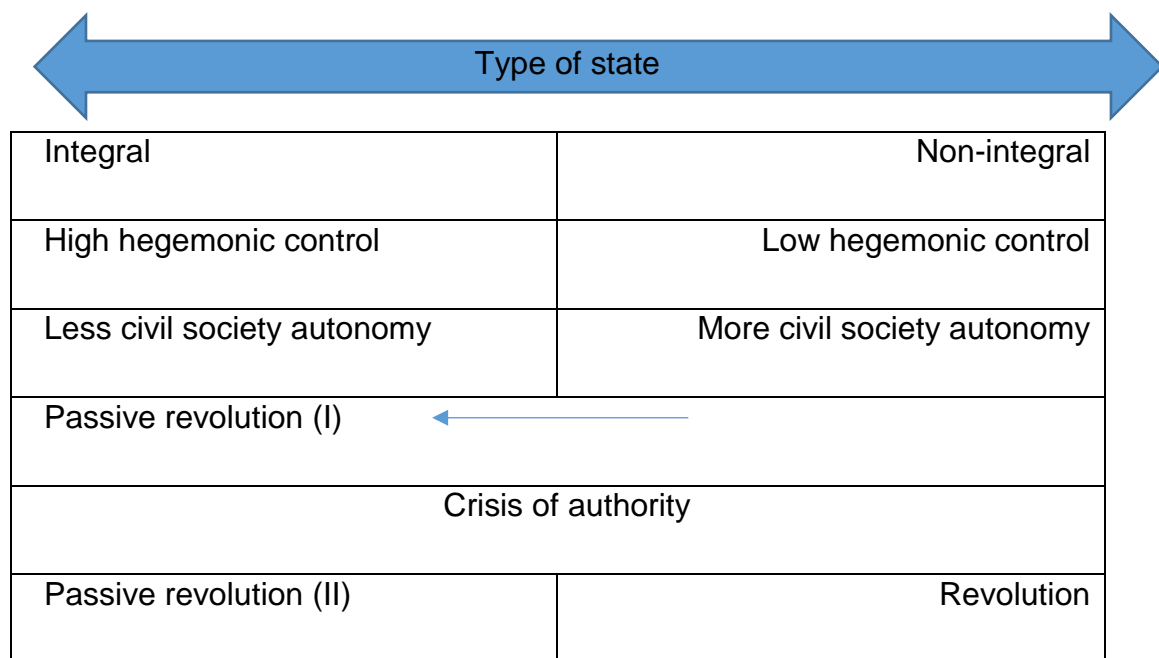 Type of state
Integral Non-integral
High hegemonic control Low hegemonic control
Less civil society autonomy More civil society autonomy
Passive revolution (I)
Crisis of authority
Passive revolution (II) Revolution